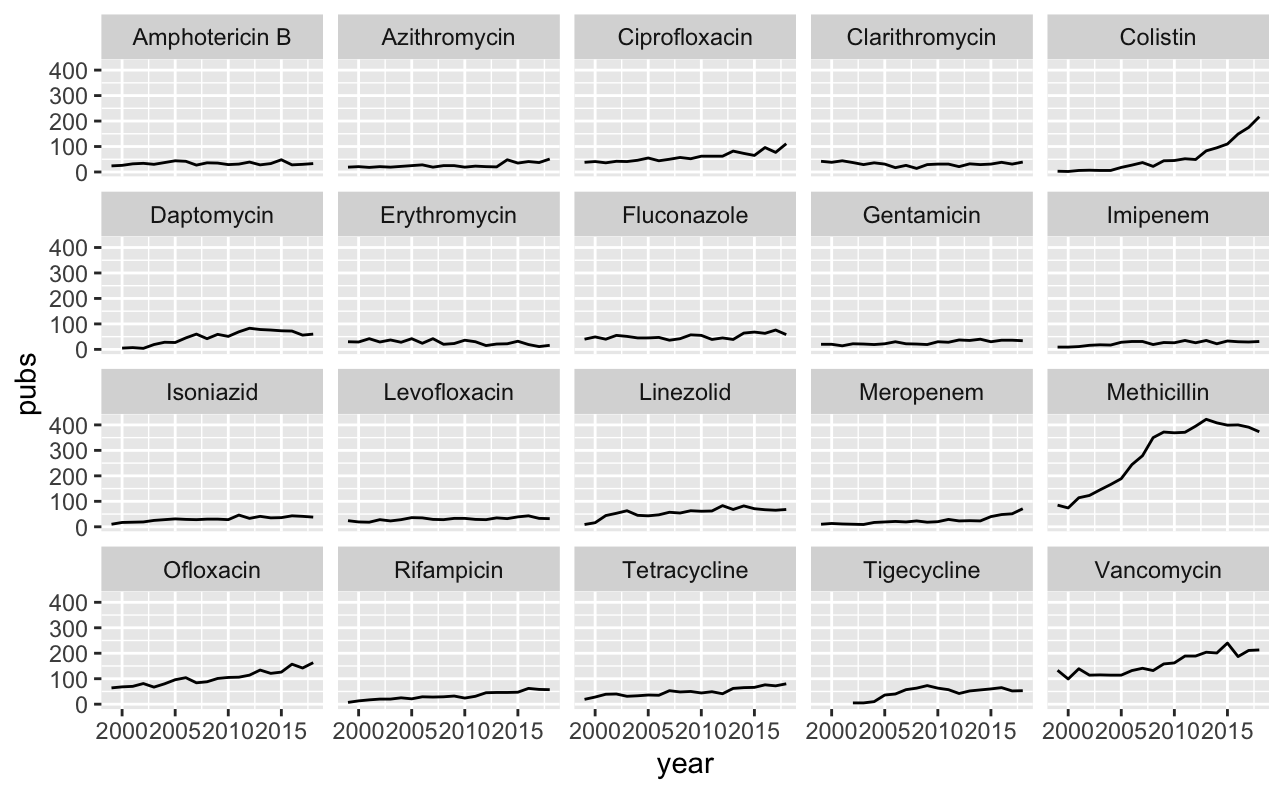 Amphotericin B Azithromycin Ciprofloxacin Clarithromycin Colistin
400
300
200
100
0
Daptomycin Erythromycin Fluconazole Gentamicin Imipenem
400
300
200
100
0
pubs
Isoniazid Levofloxacin Linezolid Meropenem Methicillin
400
300
200
100
0
Ofloxacin Rifampicin Tetracycline Tigecycline Vancomycin
400
300
200
100
0
2000 2005 2010 2015 2000 2005 2010 2015 2000 2005 2010 2015 2000 2005 2010 2015 2000 2005 2010 2015
year